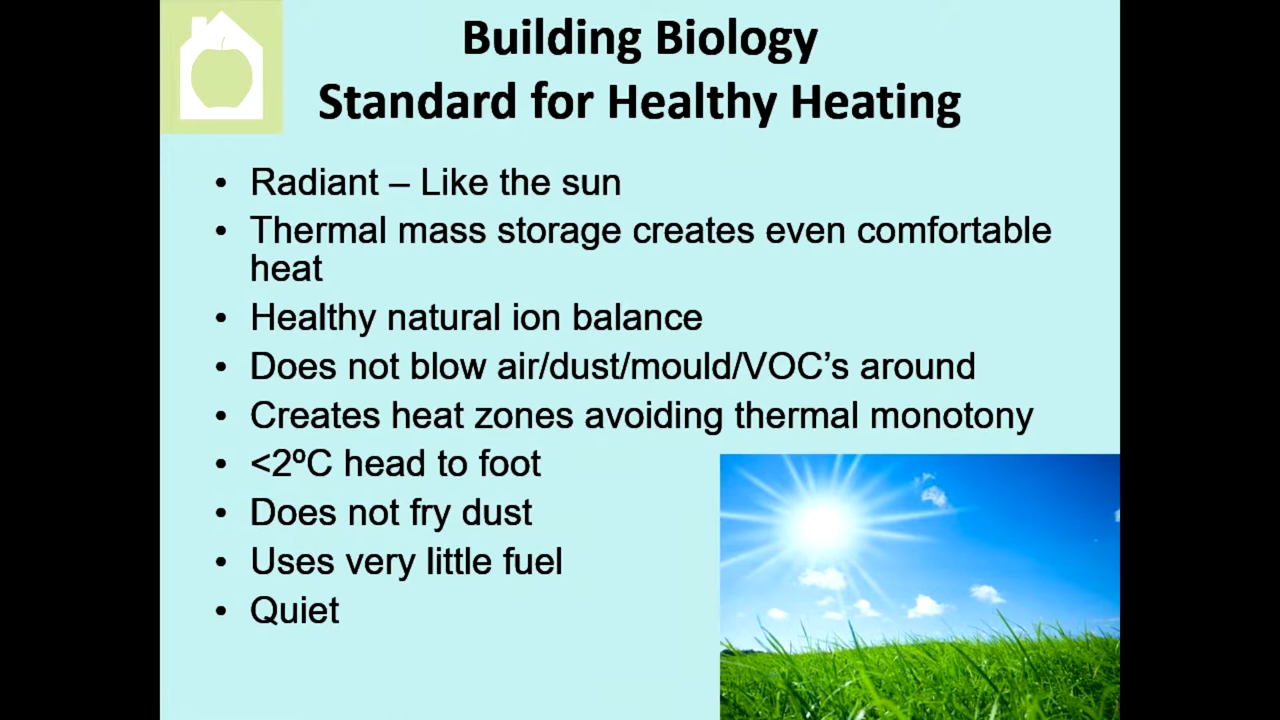 Building Biology
Standard for Healthy Heating
• Radiant – Like the sun
• Thermal mass storage creates even comfortable
heat
• Healthy natural ion balance
• Does not blow air/dust/mould/VOC’s around
• Creates heat zones avoiding thermal monotony
• <2ºC head to foot
• Does not fry dust
• Uses very little fuel
• Quiet